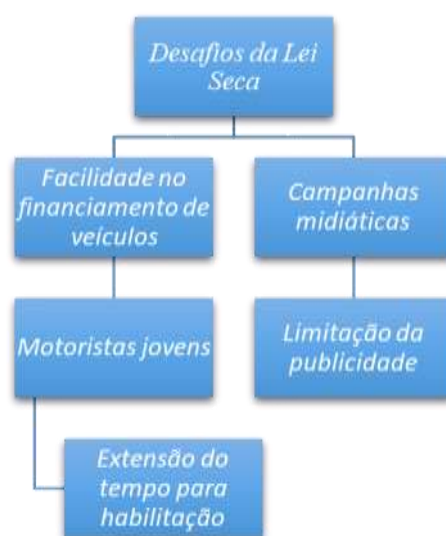 Desafios da Lei
Seca
Facilidade no
financiamento de
veículos
Campanhas
midiáticas
Motoristas jovens
Limitação da
publicidade
Extensão do
tempo para
habilitação